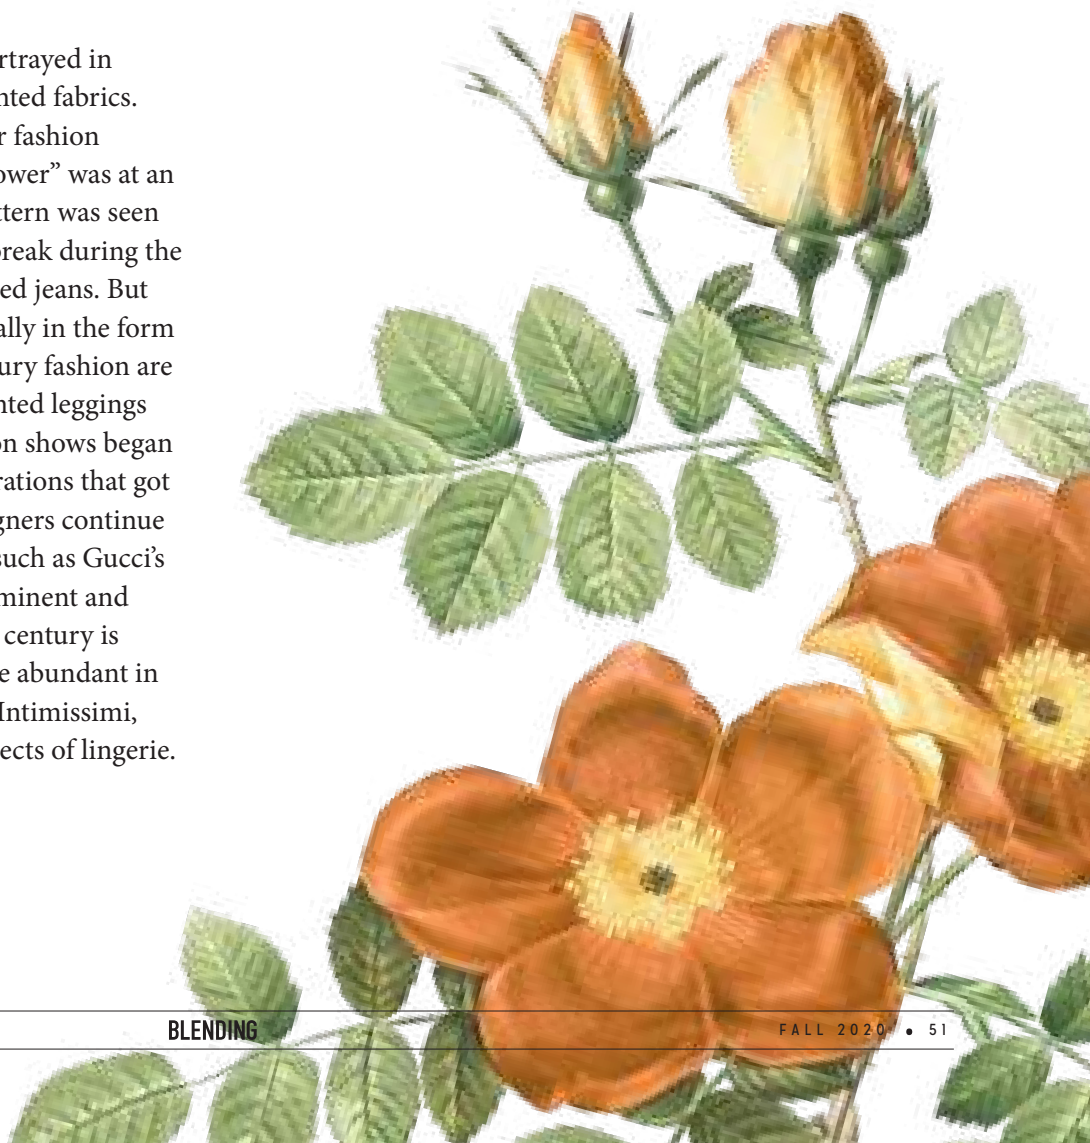 rtrayed in
nted fabrics.
r fashion
ower” was at an
ttern was seen
break during the
ed jeans. But
ally in the form
ury fashion are
nted leggings
on shows began
rations that got
gners continue
such as Gucci’s
minent and
century is
e abundant in
Intimissimi,
ects of lingerie.
BLENDING
FALL 2020 • 51